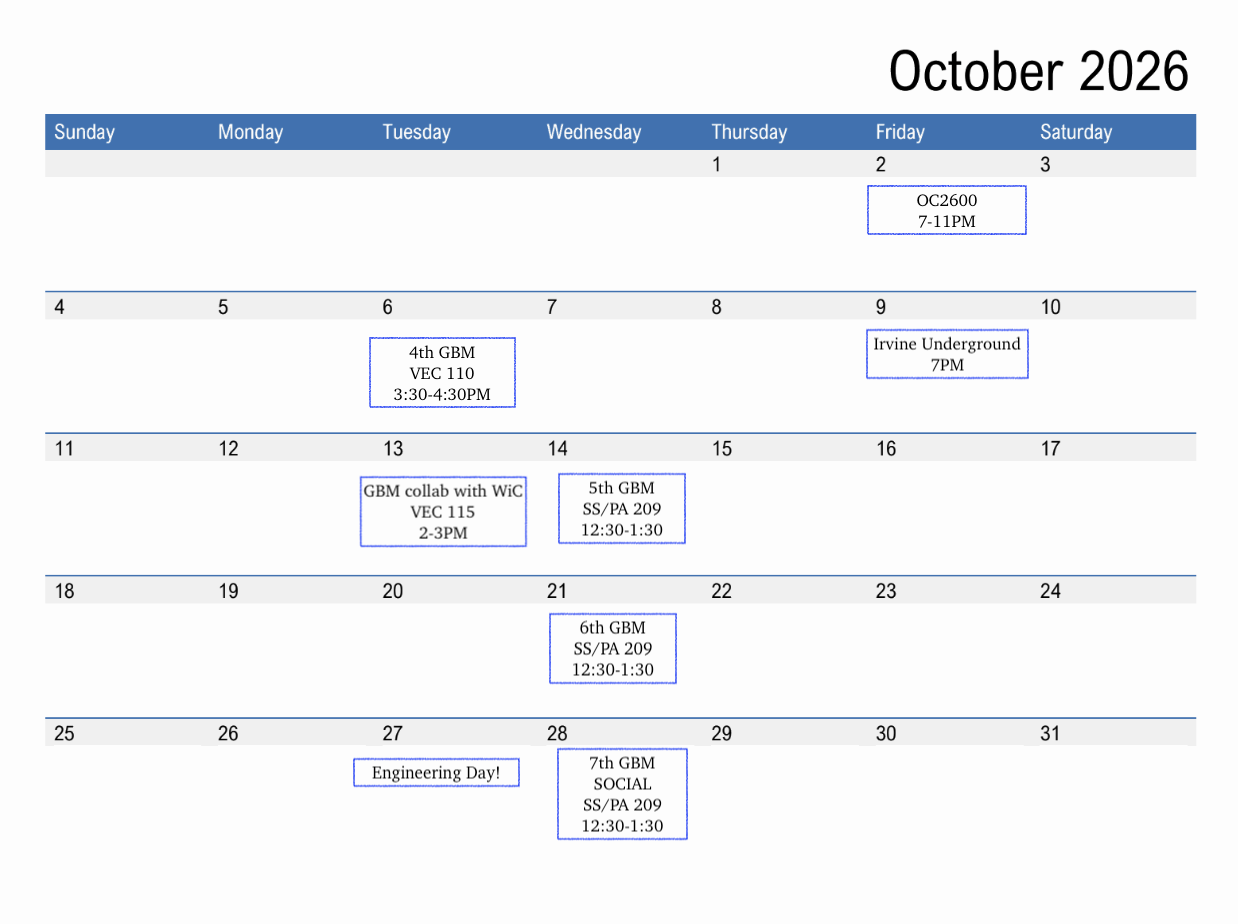 October 2026
Sunday Monday Tuesday Wednesday Thursday Friday Saturday
1 2 3
OC2600
7-11PM
4 5 6 7 8 9 10
4th GBM
VEC 110
3:30-4:30PM
Irvine Underground
7PM
11 12 13 14 15 16 17
GBM collab with WiC
VEC 115
2-3PM
5th GBM
SS/PA 209
12:30-1:30
18 19 20 21 22 23 24
6th GBM
SS/PA 209
12:30-1:30
25 26 27 28 29 30 31
Engineering Day!
7th GBM
SOCIAL
SS/PA 209
12:30-1:30